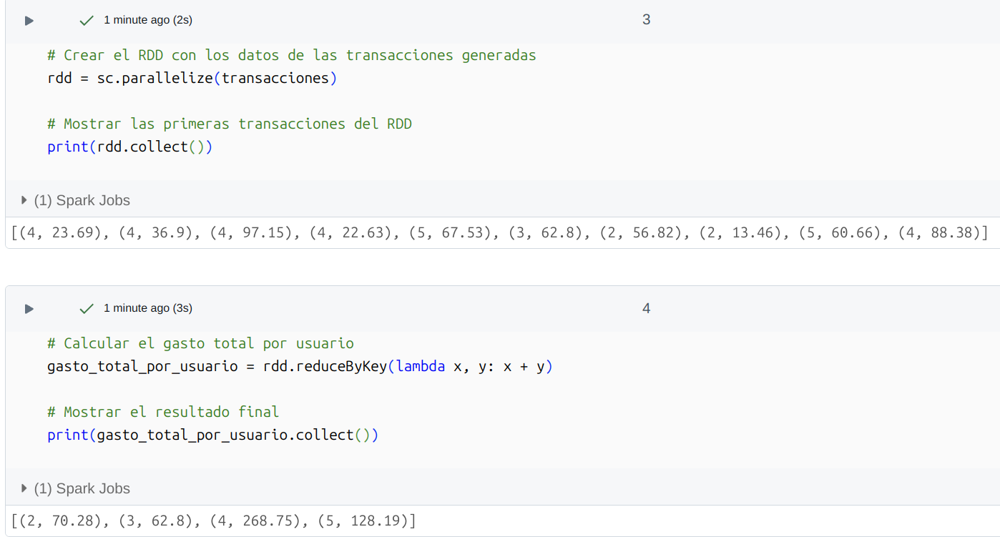 1 minute ago (2s) 3
# Crear el RDD con los datos de las transacciones generadas
rdd = sc.parallelize(transacciones)
# Mostrar las primeras transacciones del RDD
print(rdd.collect())
(1) Spark Jobs
[(4, 23.69), (4, 36.9), (4, 97.15), (4, 22.63), (5, 67.53), (3, 62.8), (2, 56.82), (2, 13.46), (5, 60.66), (4, 88.38)]
1 minute ago (3s) 4
# Calcular el gasto total por usuario
gasto_total_por_usuario = rdd.reduceByKey(lambda x, y: x + y)
# Mostrar el resultado final
print(gasto_total_por_usuario.collect())
(1) Spark Jobs
[(2, 70.28), (3, 62.8), (4, 268.75), (5, 128.19)]